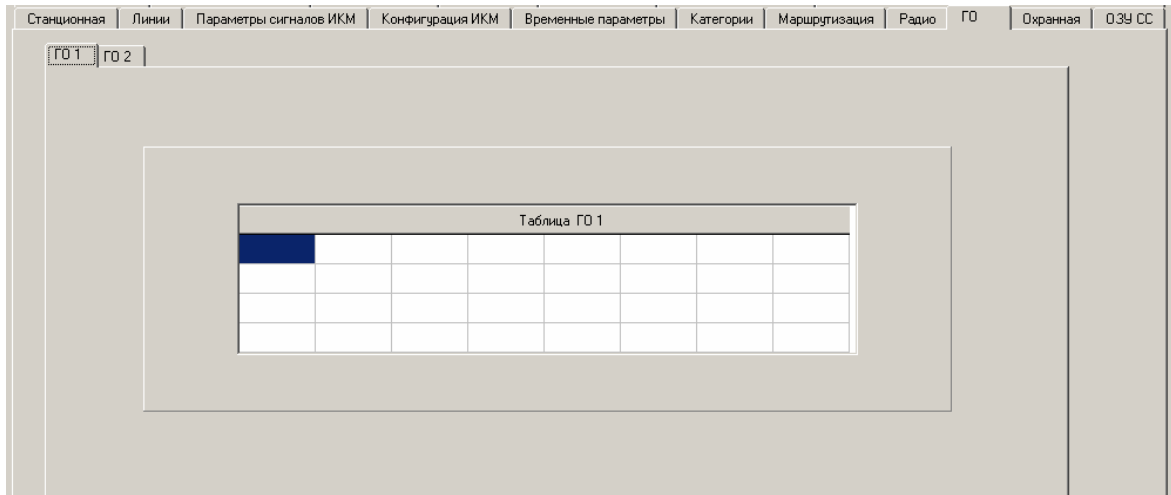 Станционная Линии Параметры сигналов ИКМ Конфигурация ИКМ Временные параметры Категории Маршрутизация Радио ГО Охранная ОЗУ СС
ГО 1 ГО 2
Таблица ГО 1